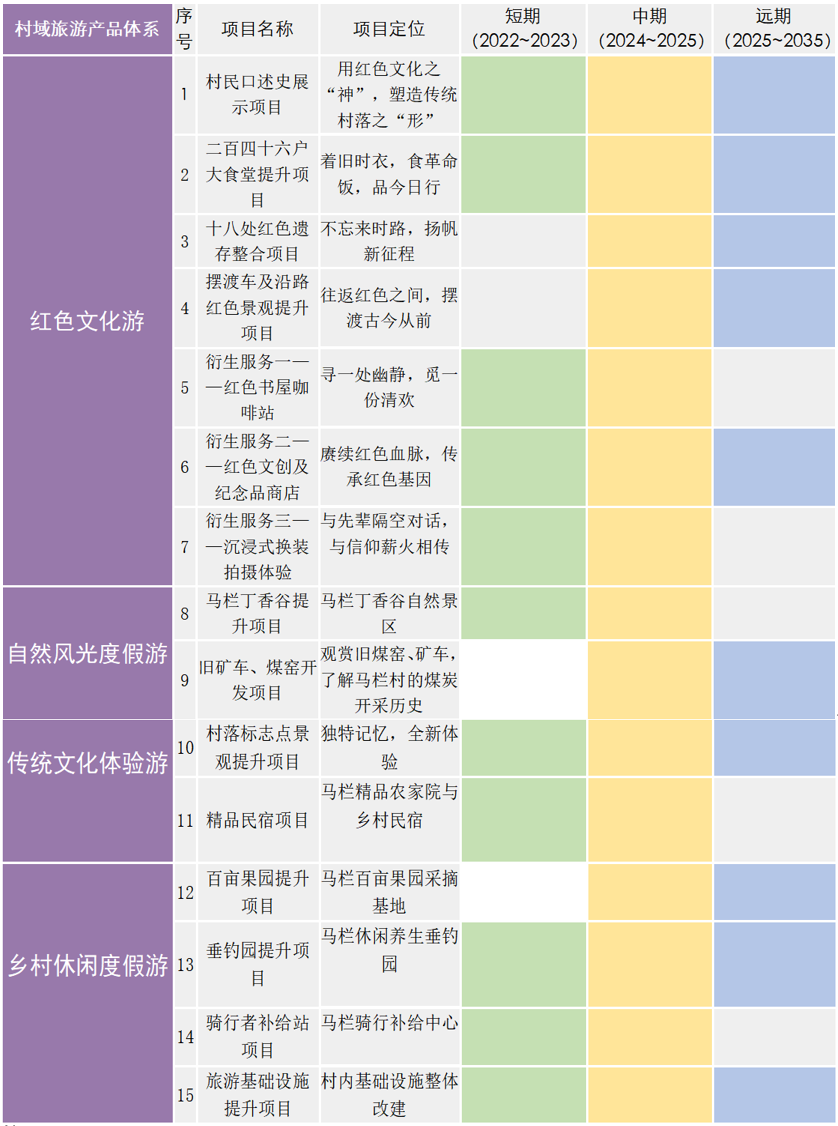 村域旅游产品体系
序号
项目名称
项目定位
短期
（2022~2023）
中期
（2024~2025）
远期
（2025~2035）
红色文化游
1
村民口述史展
示项目
用红色文化之
“神”，塑造传统
村落之“形”
2
二百四十六户
大食堂提升项
目
着旧时衣，食革命
饭，品今日行
3
十八处红色遗
存整合项目
不忘来时路，扬帆
新征程
4
摆渡车及沿路
红色景观提升
项目
往返红色之间，摆
渡古今从前
5
衍生服务一—
—红色书屋咖
啡站
寻一处幽静，觅一
份清欢
6
衍生服务二—
—红色文创及
纪念品商店
赓续红色血脉，传
承红色基因
7
衍生服务三—
—沉浸式换装
拍摄体验
与先辈隔空对话，
与信仰薪火相传
自然风光度假游
8
马栏丁香谷提
升项目
马栏丁香谷自然景
区
9
旧矿车、煤窑开
发项目
观赏旧煤窑、矿车，
了解马栏村的煤炭
开采历史
传统文化体验游
10
村落标志点景
观提升项目
独特记忆，全新体
验
11
精品民宿项目
马栏精品农家院与
乡村民宿
乡村休闲度假游
12
百亩果园提升
项目
马栏百亩果园采摘
基地
13
垂钓园提升项
目
马栏休闲养生垂钓
园
14
骑行者补给站
项目
马栏骑行补给中心
15
旅游基础设施
提升项目
村内基础设施整体
改建